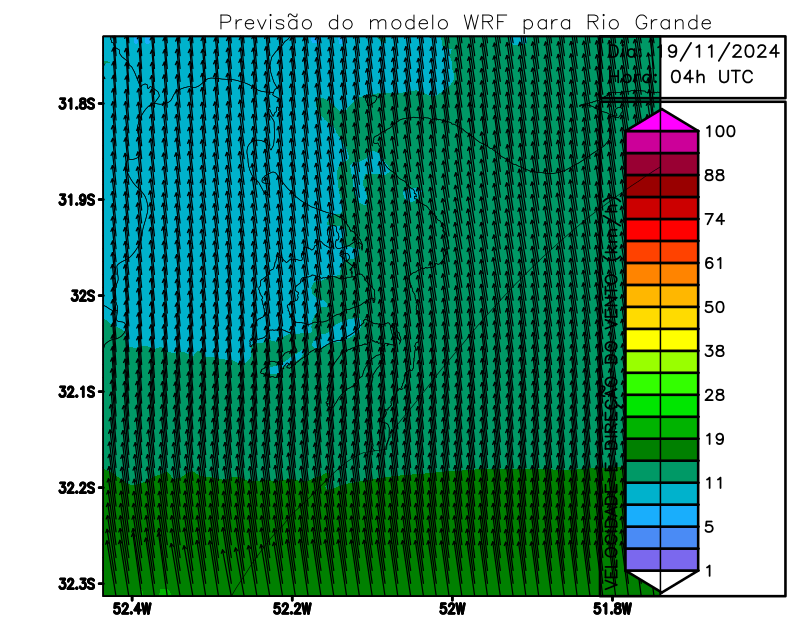 Previsão do modelo WRF para Rio Grande
Dia: 19/11/2024
Hora: 04h UTC
31.8S
31.9S
32S
32.1S
32.2S
32.3S
52.4W
52.2W
52W
51.8W
VELOCIDADE E DIREÇÃO DO VENTO (km/h)
100
88
74
61
50
38
28
19
11
5
1